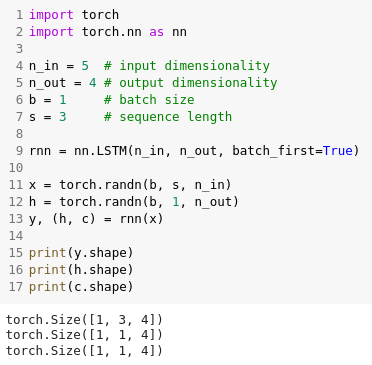 1 import torch
2 import torch.nn as nn
3
4 n_in = 5  # input dimensionality
5 n_out = 4 # output dimensionality
6 b = 1     # batch size
7 s = 3     # sequence length
8
9 rnn = nn.LSTM(n_in, n_out, batch_first=True)
10
11 x = torch.randn(b, s, n_in)
12 h = torch.randn(b, 1, n_out)
13 y, (h, c) = rnn(x)
14
15 print(y.shape)
16 print(h.shape)
17 print(c.shape)
torch.Size([1, 3, 4])
torch.Size([1, 1, 4])
torch.Size([1, 1, 4])